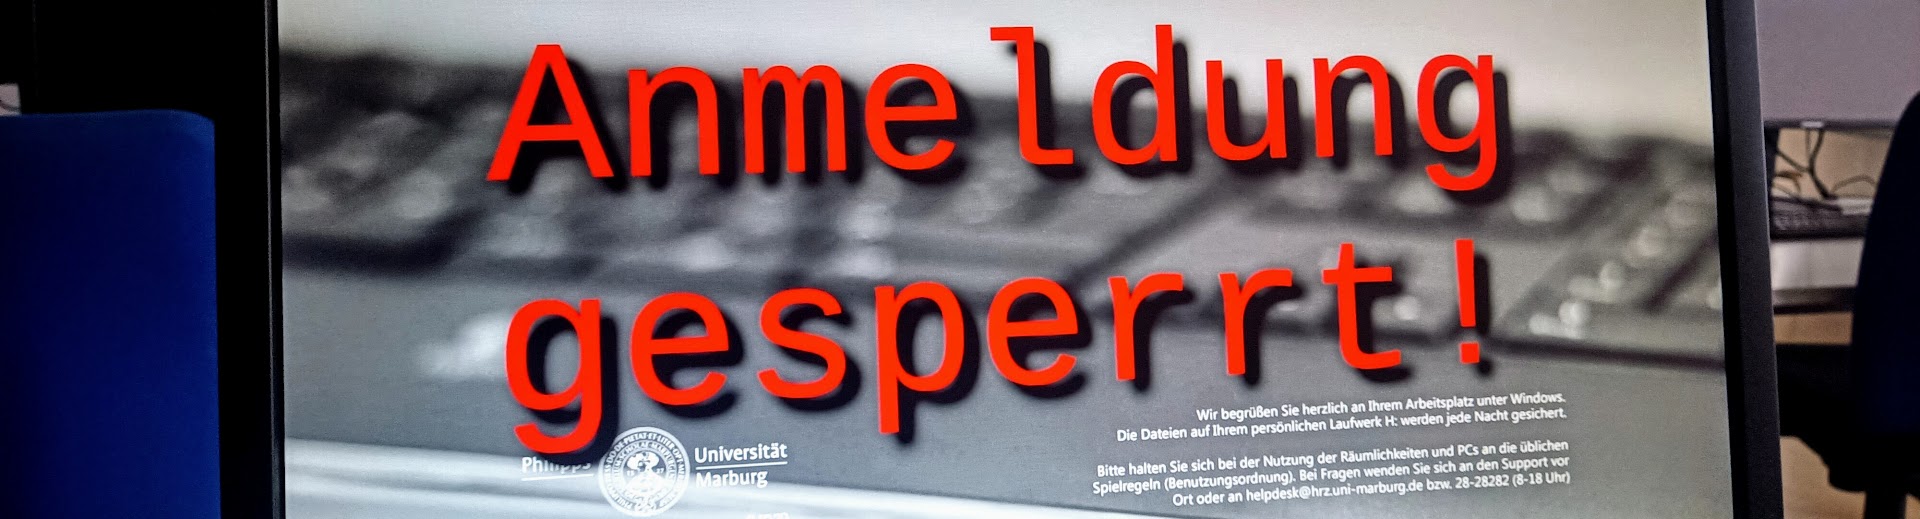 Anmeldung
gesperrt!
Wir begrüßen Sie herzlich an Ihrem Arbeitsplatz unter Windows.
Die Dateien auf Ihrem persönlichen Laufwerk H: werden jede Nacht gesichert.
Bitte halten Sie sich bei der Nutzung der Räumlichkeiten und PCs an die üblichen
Spielregeln (Benutzungsordnung). Bei Fragen wenden Sie sich an den Support vor
Ort oder an helpdesk@hrz.uni-marburg.de bzw. 28-28282 (8-18 Uhr)
Philipps
Universität
Marburg